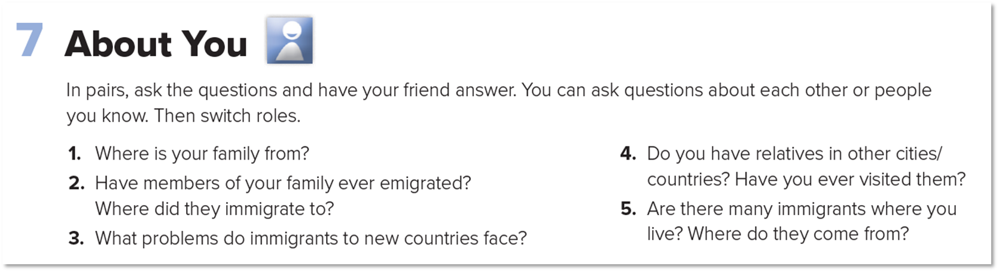 7 About You
In pairs, ask the questions and have your friend answer. You can ask questions about each other or people
you know. Then switch roles.
1. Where is your family from?
2. Have members of your family ever emigrated?
Where did they immigrate to?
3. What problems do immigrants to new countries face?
4. Do you have relatives in other cities/
countries? Have you ever visited them?
5. Are there many immigrants where you
live? Where do they come from?